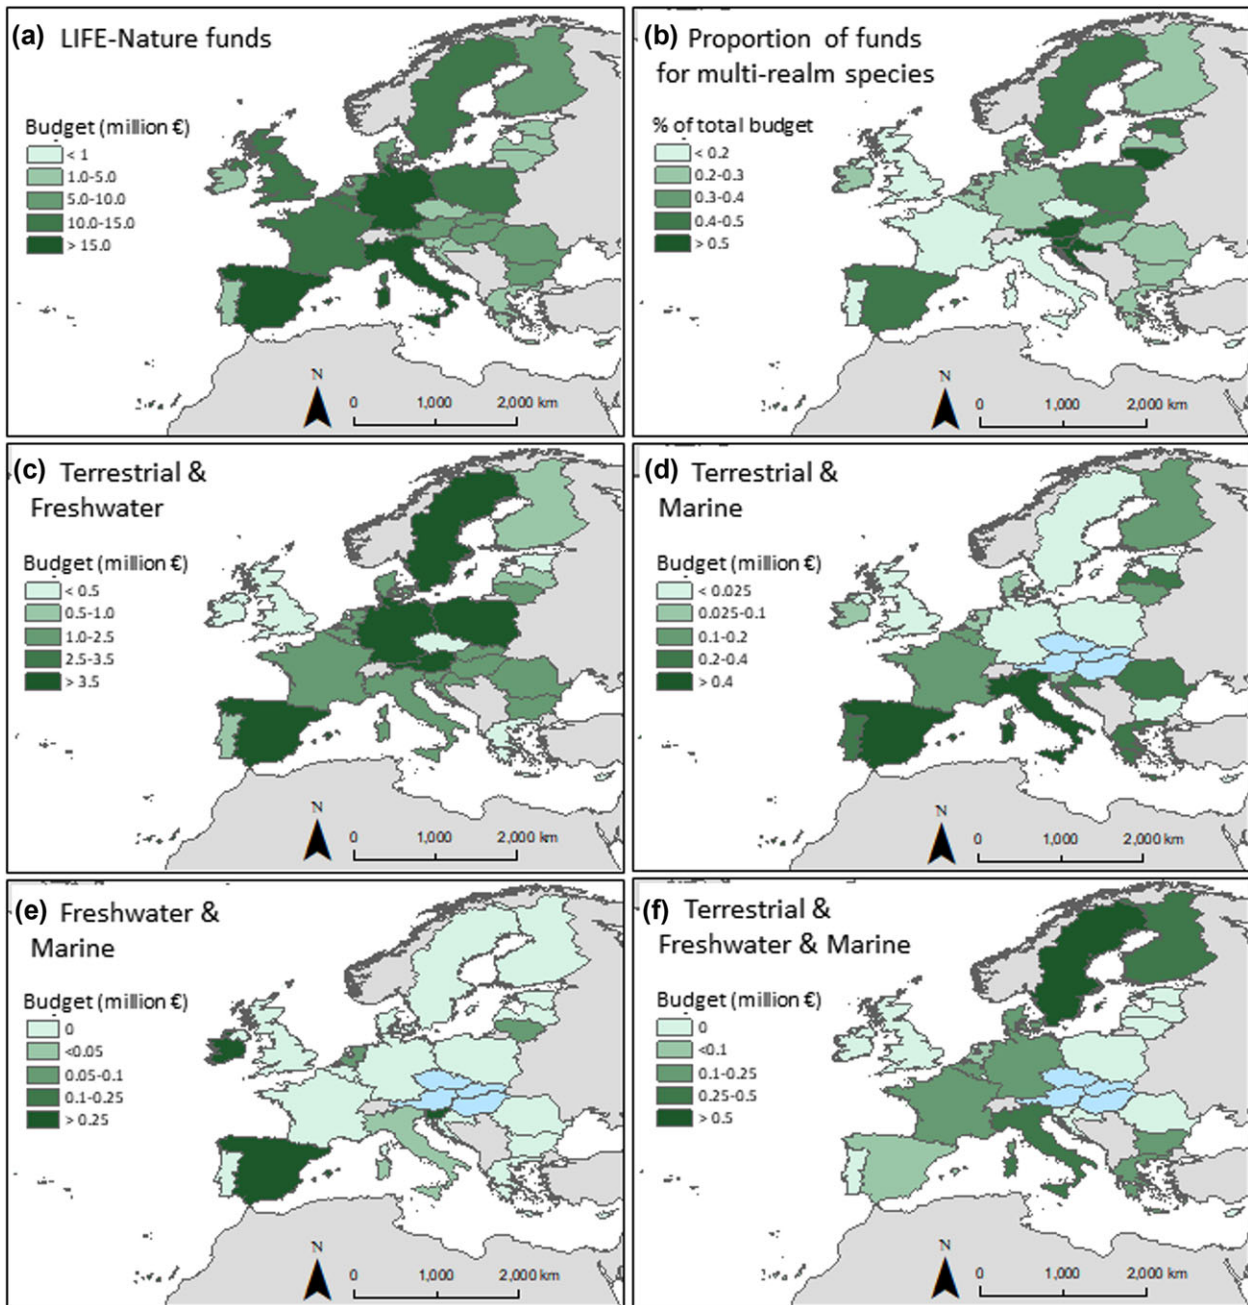 (a) LIFE-Nature funds
Budget (million €)
< 1
1.0-5.0
5.0-10.0
10.0-15.0
> 15.0
N
0 1,000 2,000 km
(b) Proportion of funds
for multi-realm species
% of total budget
< 0.2
0.2-0.3
0.3-0.4
0.4-0.5
> 0.5
N
0 1,000 2,000 km
(c) Terrestrial &
Freshwater
Budget (million €)
< 0.5
0.5-1.0
1.0-2.5
2.5-3.5
> 3.5
N
0 1,000 2,000 km
(d) Terrestrial &
Marine
Budget (million €)
< 0.025
0.025-0.1
0.1-0.2
0.2-0.4
> 0.4
N
0 1,000 2,000 km
(e) Freshwater &
Marine
Budget (million €)
0
<0.05
0.05-0.1
0.1-0.25
> 0.25
N
0 1,000 2,000 km
(f) Terrestrial &
Freshwater & Marine
Budget (million €)
0
<0.1
0.1-0.25
0.25-0.5
> 0.5
N
0 1,000 2,000 km